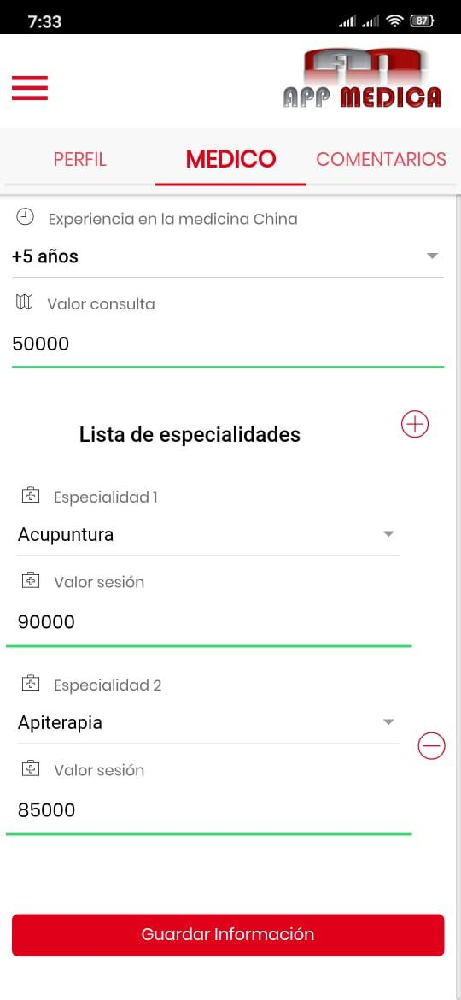 7:33
87
APP MEDICA
PERFIL MEDICO COMENTARIOS
Experiencia en la medicina China
+5 años
Valor consulta
50000
Lista de especialidades
Especialidad 1
Acupuntura
Valor sesión
90000
Especialidad 2
Apiterapia
Valor sesión
85000
Guardar Información